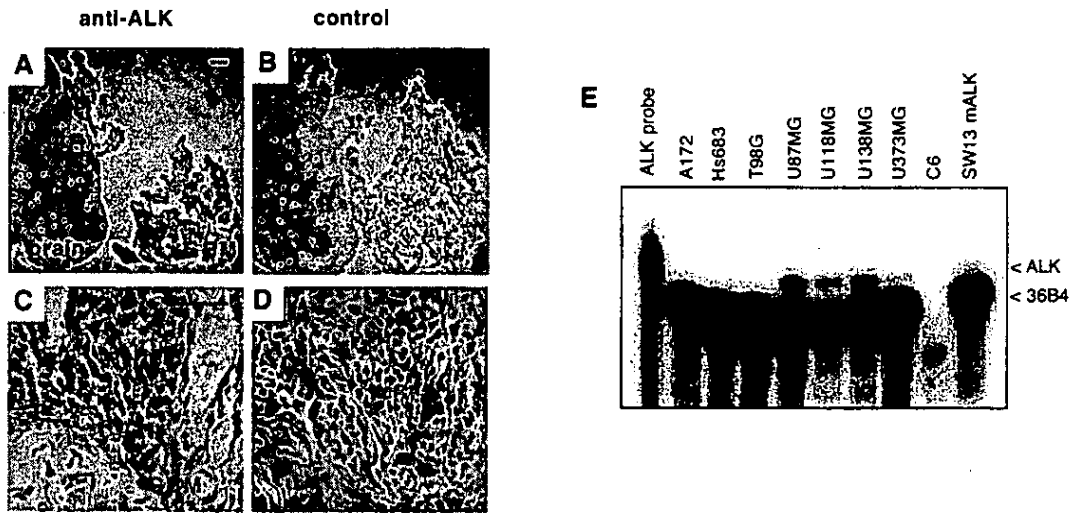 anti-ALK
control
A
B
brain
C
D
E
ALK probe
A172
Hs683
T98G
U87MG
U118MG
U138MG
U373MG
C6
SW13 mALK
< ALK
< 36B4